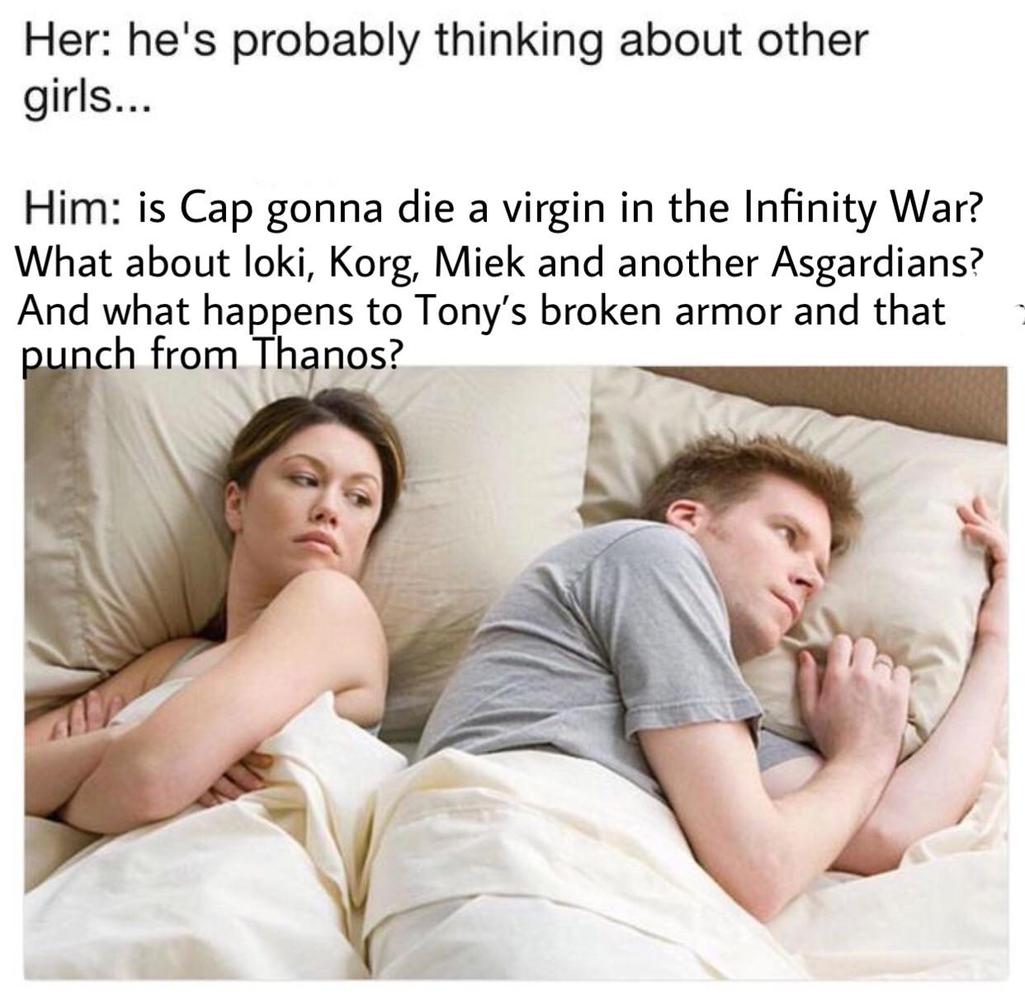 Her: he's probably thinking about other
girls...
Him: is Cap gonna die a virgin in the Infinity War?
What about loki, Korg, Miek and another Asgardians?
And what happens to Tony's broken armor and that
punch from Thanos?